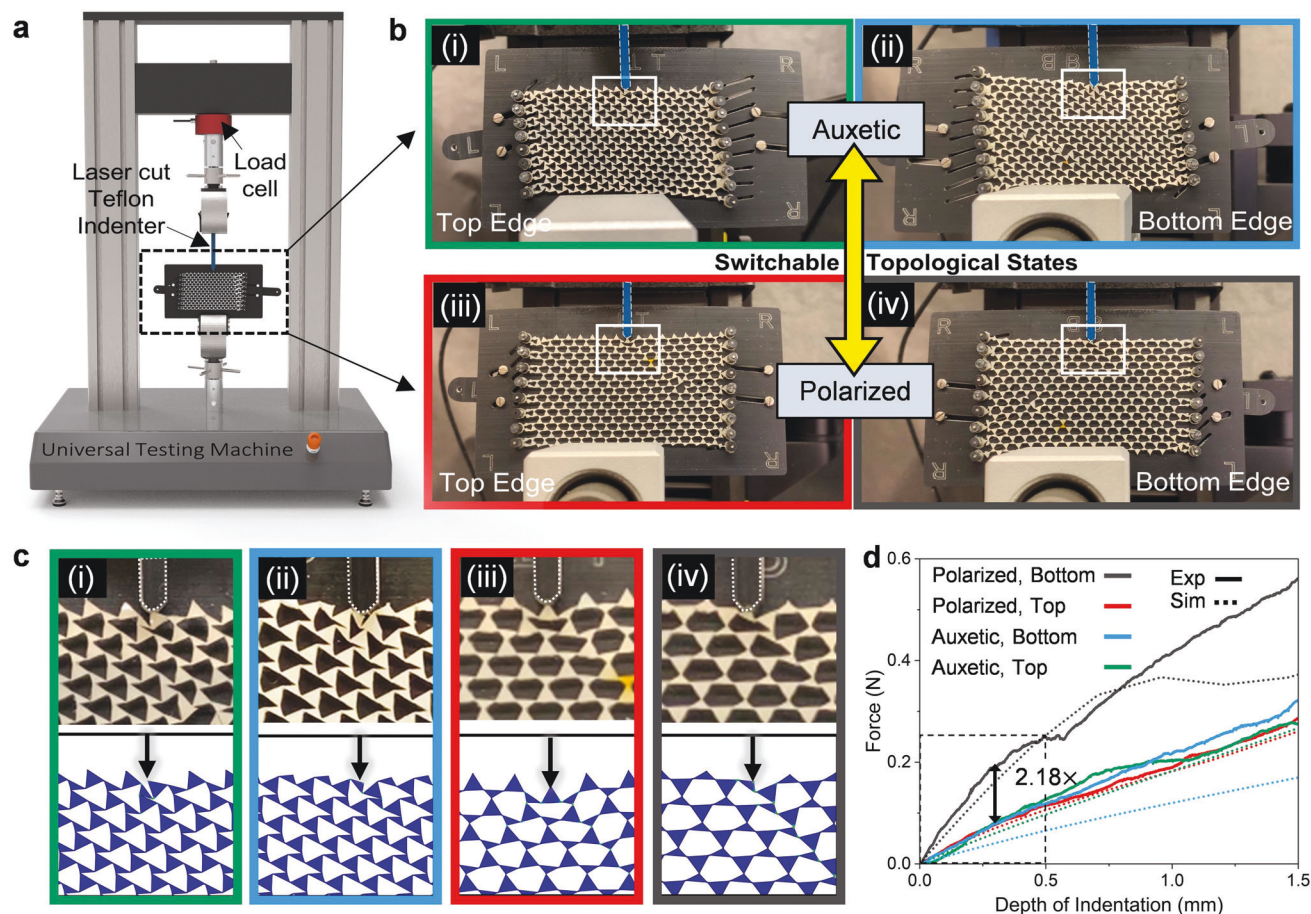 a
Load
cell
Laser cut
Teflon
Indenter
Universal Testing Machine
b
(i)
L
T
R
Top Edge
L
(ii)
R
B B
L
Bottom Edge
R
Auxetic
Switchable Topological States
(iii)
T
R
Top Edge
L
L
R
(iv)
R
B
L
L
Bottom Edge
R
Polarized
c
(i)
(ii)
(iii)
(iv)
d
0.6
0.4
0.2
0.0
Force (N)
Polarized, Bottom
Polarized, Top
Auxetic, Bottom
Auxetic, Top
Exp
Sim
2.18×
0.0 0.5 1.0 1.5
Depth of Indentation (mm)